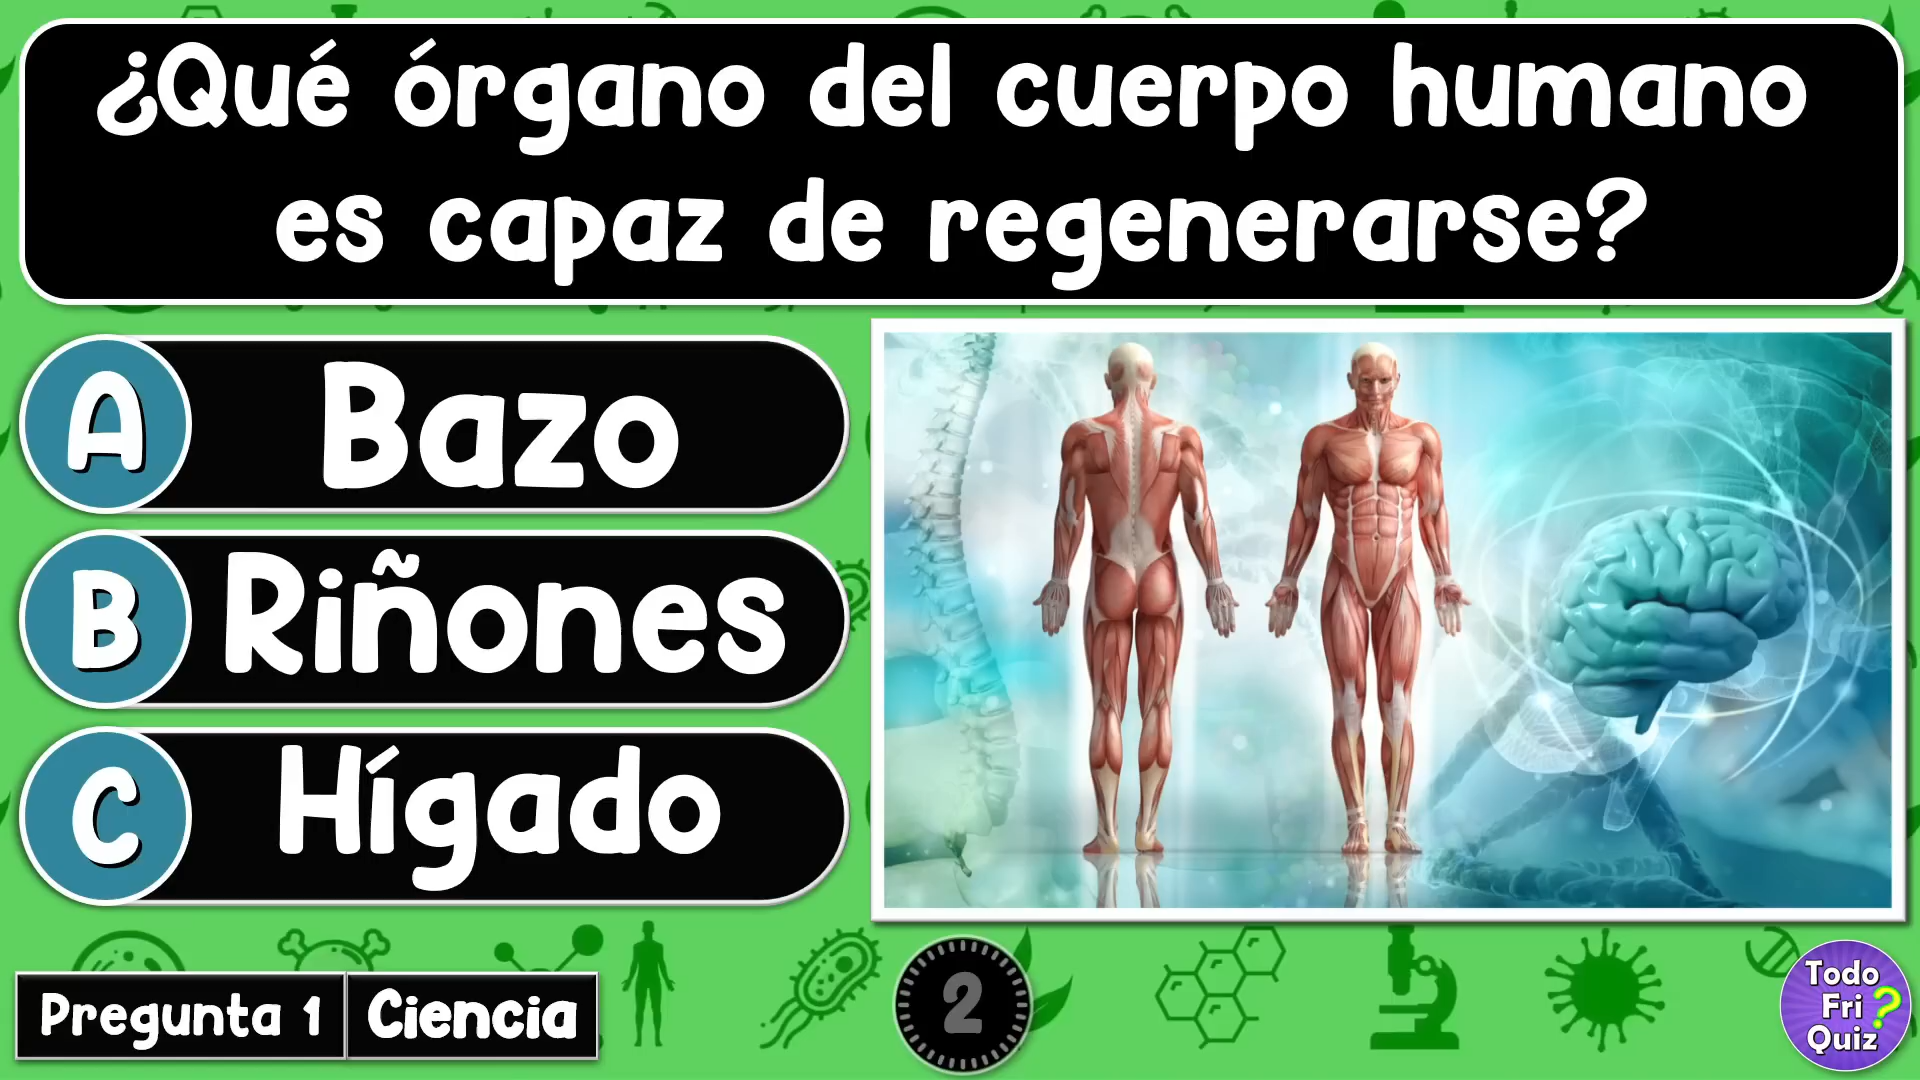 ¿Qué órgano del cuerpo humano
es capaz de regenerarse?
A Bazo
B Riñones
C Hígado
Pregunta 1 Ciencia
2
Todo
Fri
Quiz
?